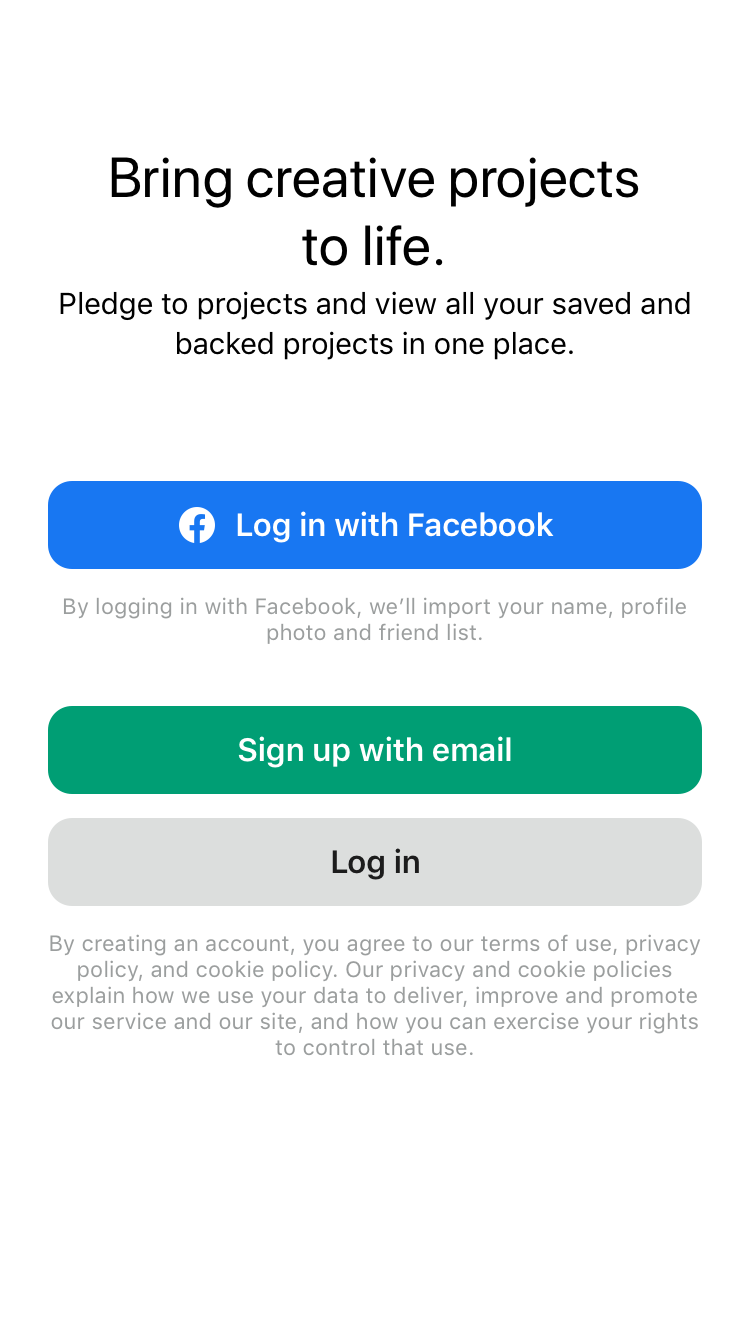 Bring creative projects
to life.
Pledge to projects and view all your saved and
backed projects in one place.
Log in with Facebook
By logging in with Facebook, we’ll import your name, profile
photo and friend list.
Sign up with email
Log in
By creating an account, you agree to our terms of use, privacy
policy, and cookie policy. Our privacy and cookie policies
explain how we use your data to deliver, improve and promote
our service and our site, and how you can exercise your rights
to control that use.